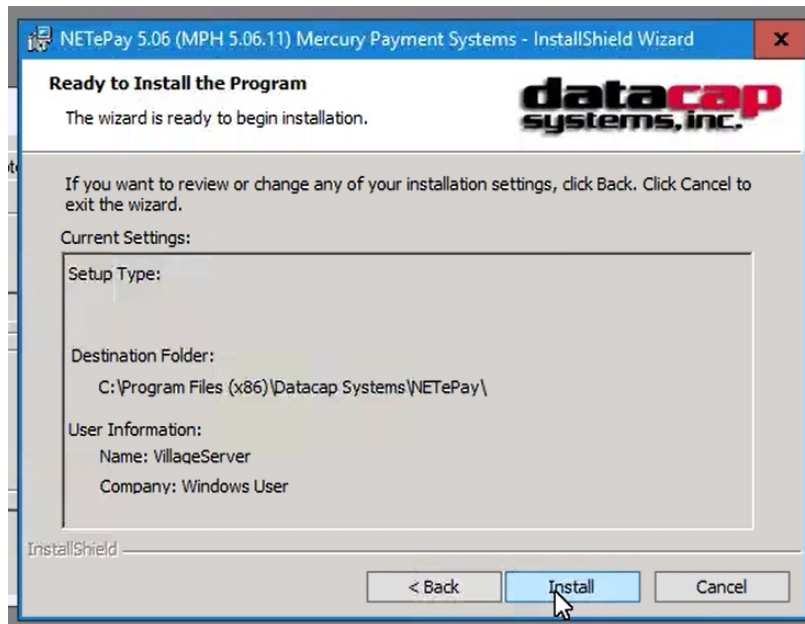 NETePay 5.06 (MPH 5.06.11) Mercury Payment Systems - InstallShield Wizard
x
Ready to Install the Program
The wizard is ready to begin installation.
datacap
systems, inc.
If you want to review or change any of your installation settings, click Back. Click Cancel to
exit the wizard.
Current Settings:
Setup Type:
Destination Folder:
C:\Program Files (x86)\Datacap Systems\NETePay\
User Information:
Name: VillageServer
Company: Windows User
InstallShield
< Back
Install
Cancel